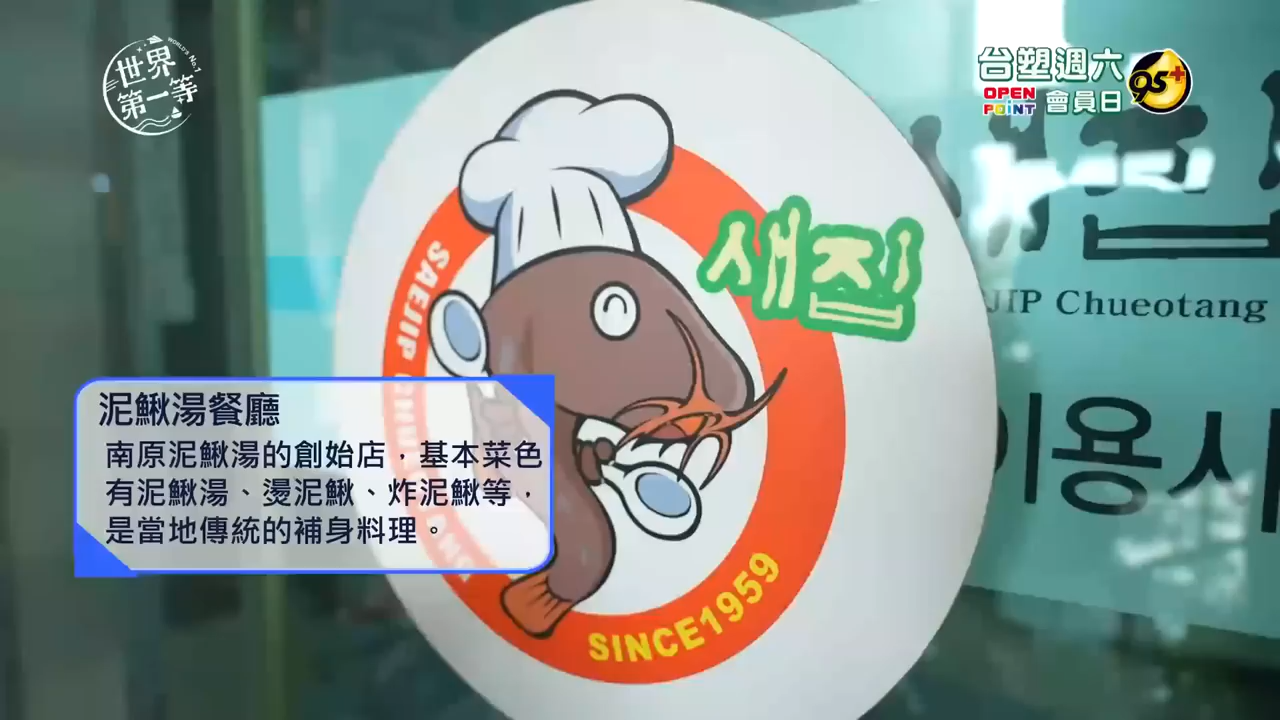 世界
第一等
WORLD'S No.1
台塑週六
OPEN POINT 會員日
95+
새집
SAEJIP
JIP Chueotang
이용시
泥鰍湯餐廳
南原泥鰍湯的創始店，基本菜色
有泥鰍湯、燙泥鰍、炸泥鰍等，
是當地傳統的補身料理。
SINCE1959